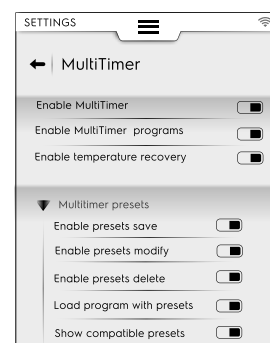 SETTINGS
MultiTimer
Enable MultiTimer
Enable MultiTimer programs
Enable temperature recovery
Multitimer presets
Enable presets save
Enable presets modify
Enable presets delete
Load program with presets
Show compatible presets